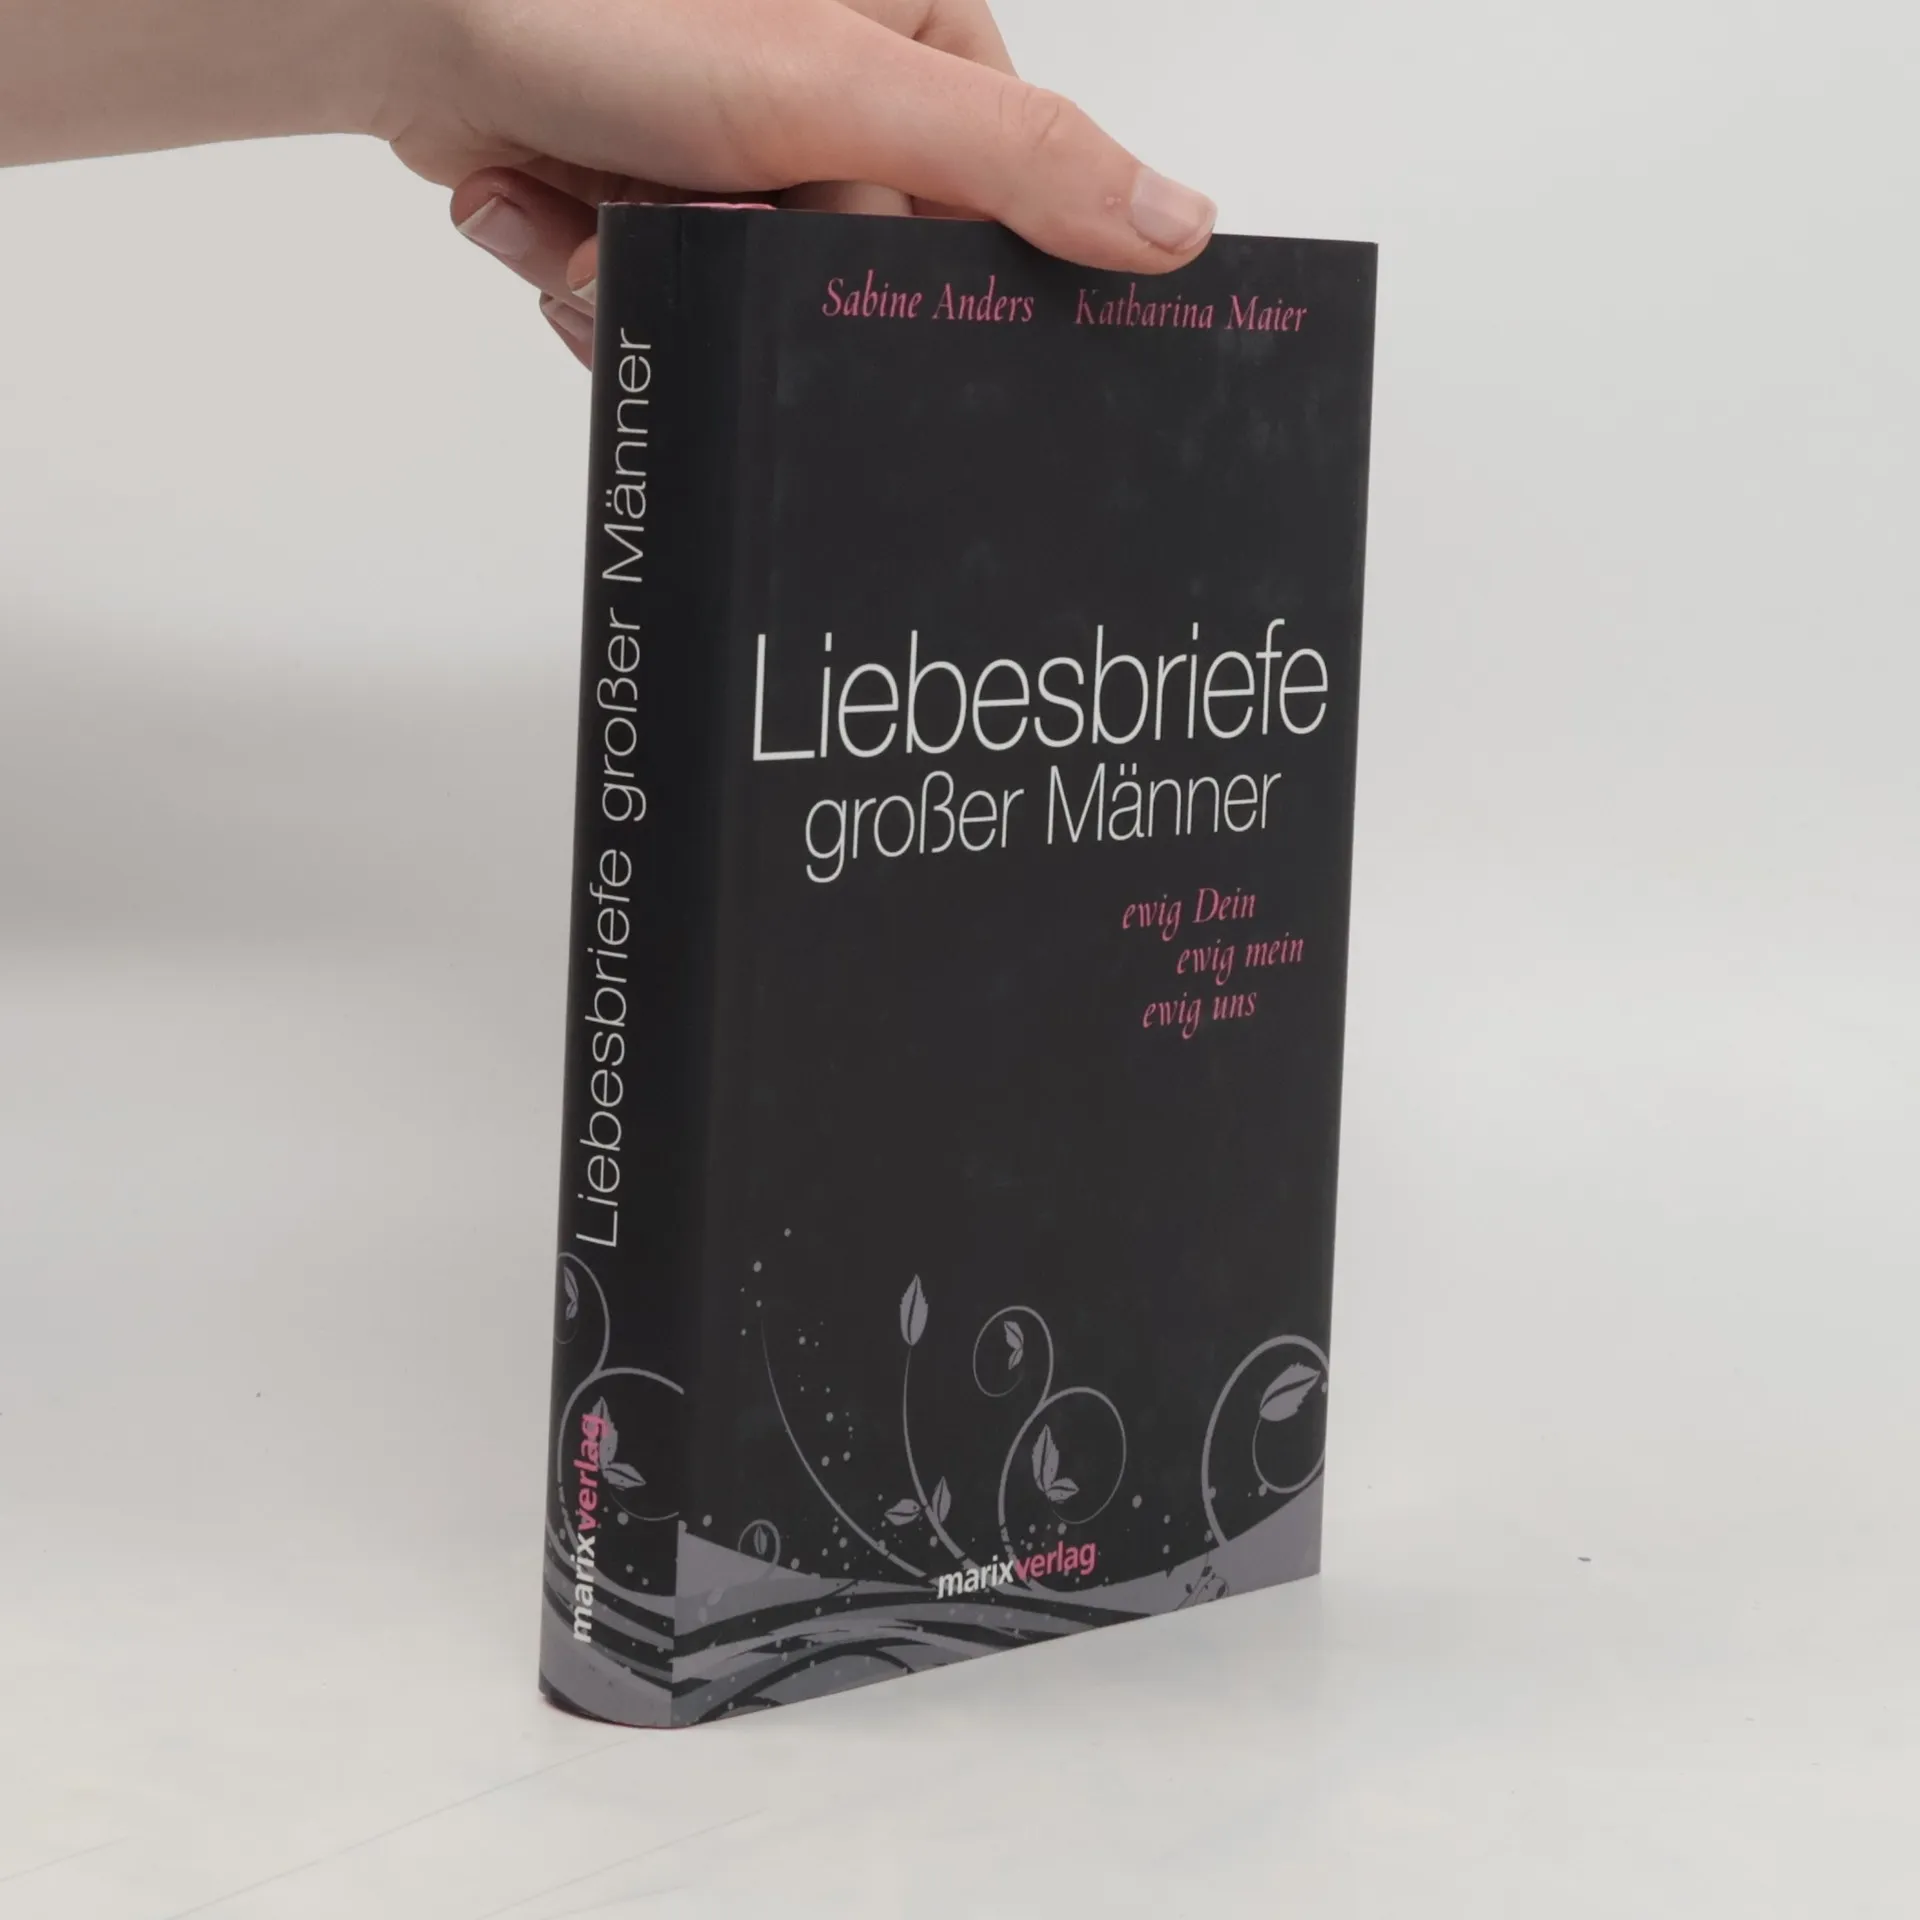 Sabine Anders Katharina Maier
Liebesbriefe
großer Männer
ewig Dein
ewig mein
ewig uns
marixverlag
Liebesbriefe großer Männer
marixverlag